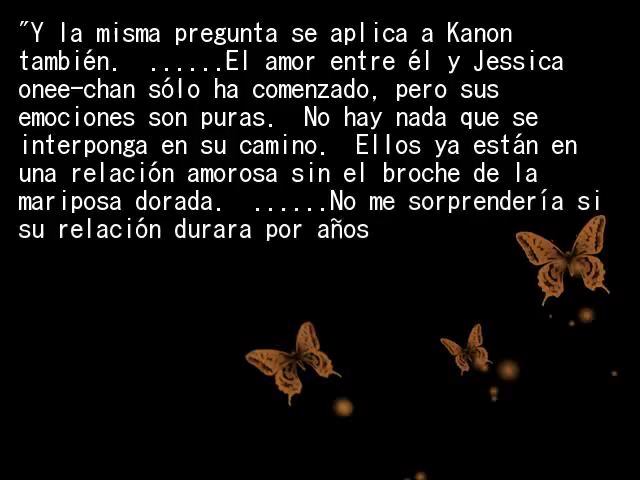 "Y la misma pregunta se aplica a Kanon
también.  ......El amor entre él y Jessica
onee-chan sólo ha comenzado, pero sus
emociones son puras.  No hay nada que se
interponga en su camino.  Ellos ya están en
una relación amorosa sin el broche de la
mariposa dorada.  ......No me sorprendería si
su relación durara por años